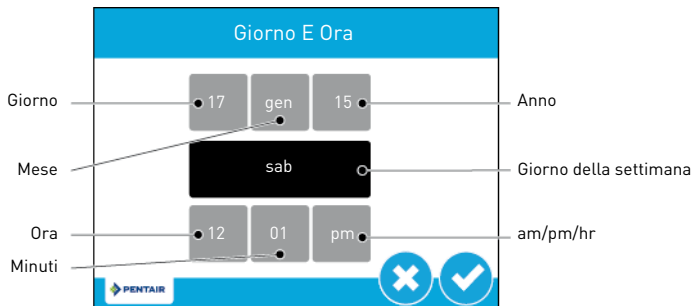 Giorno E Ora
Giorno 17 gen 15 Anno
Mese sab Giorno della settimana
Ora 12 01 pm am/pm/hr
Minuti
PENTAIR